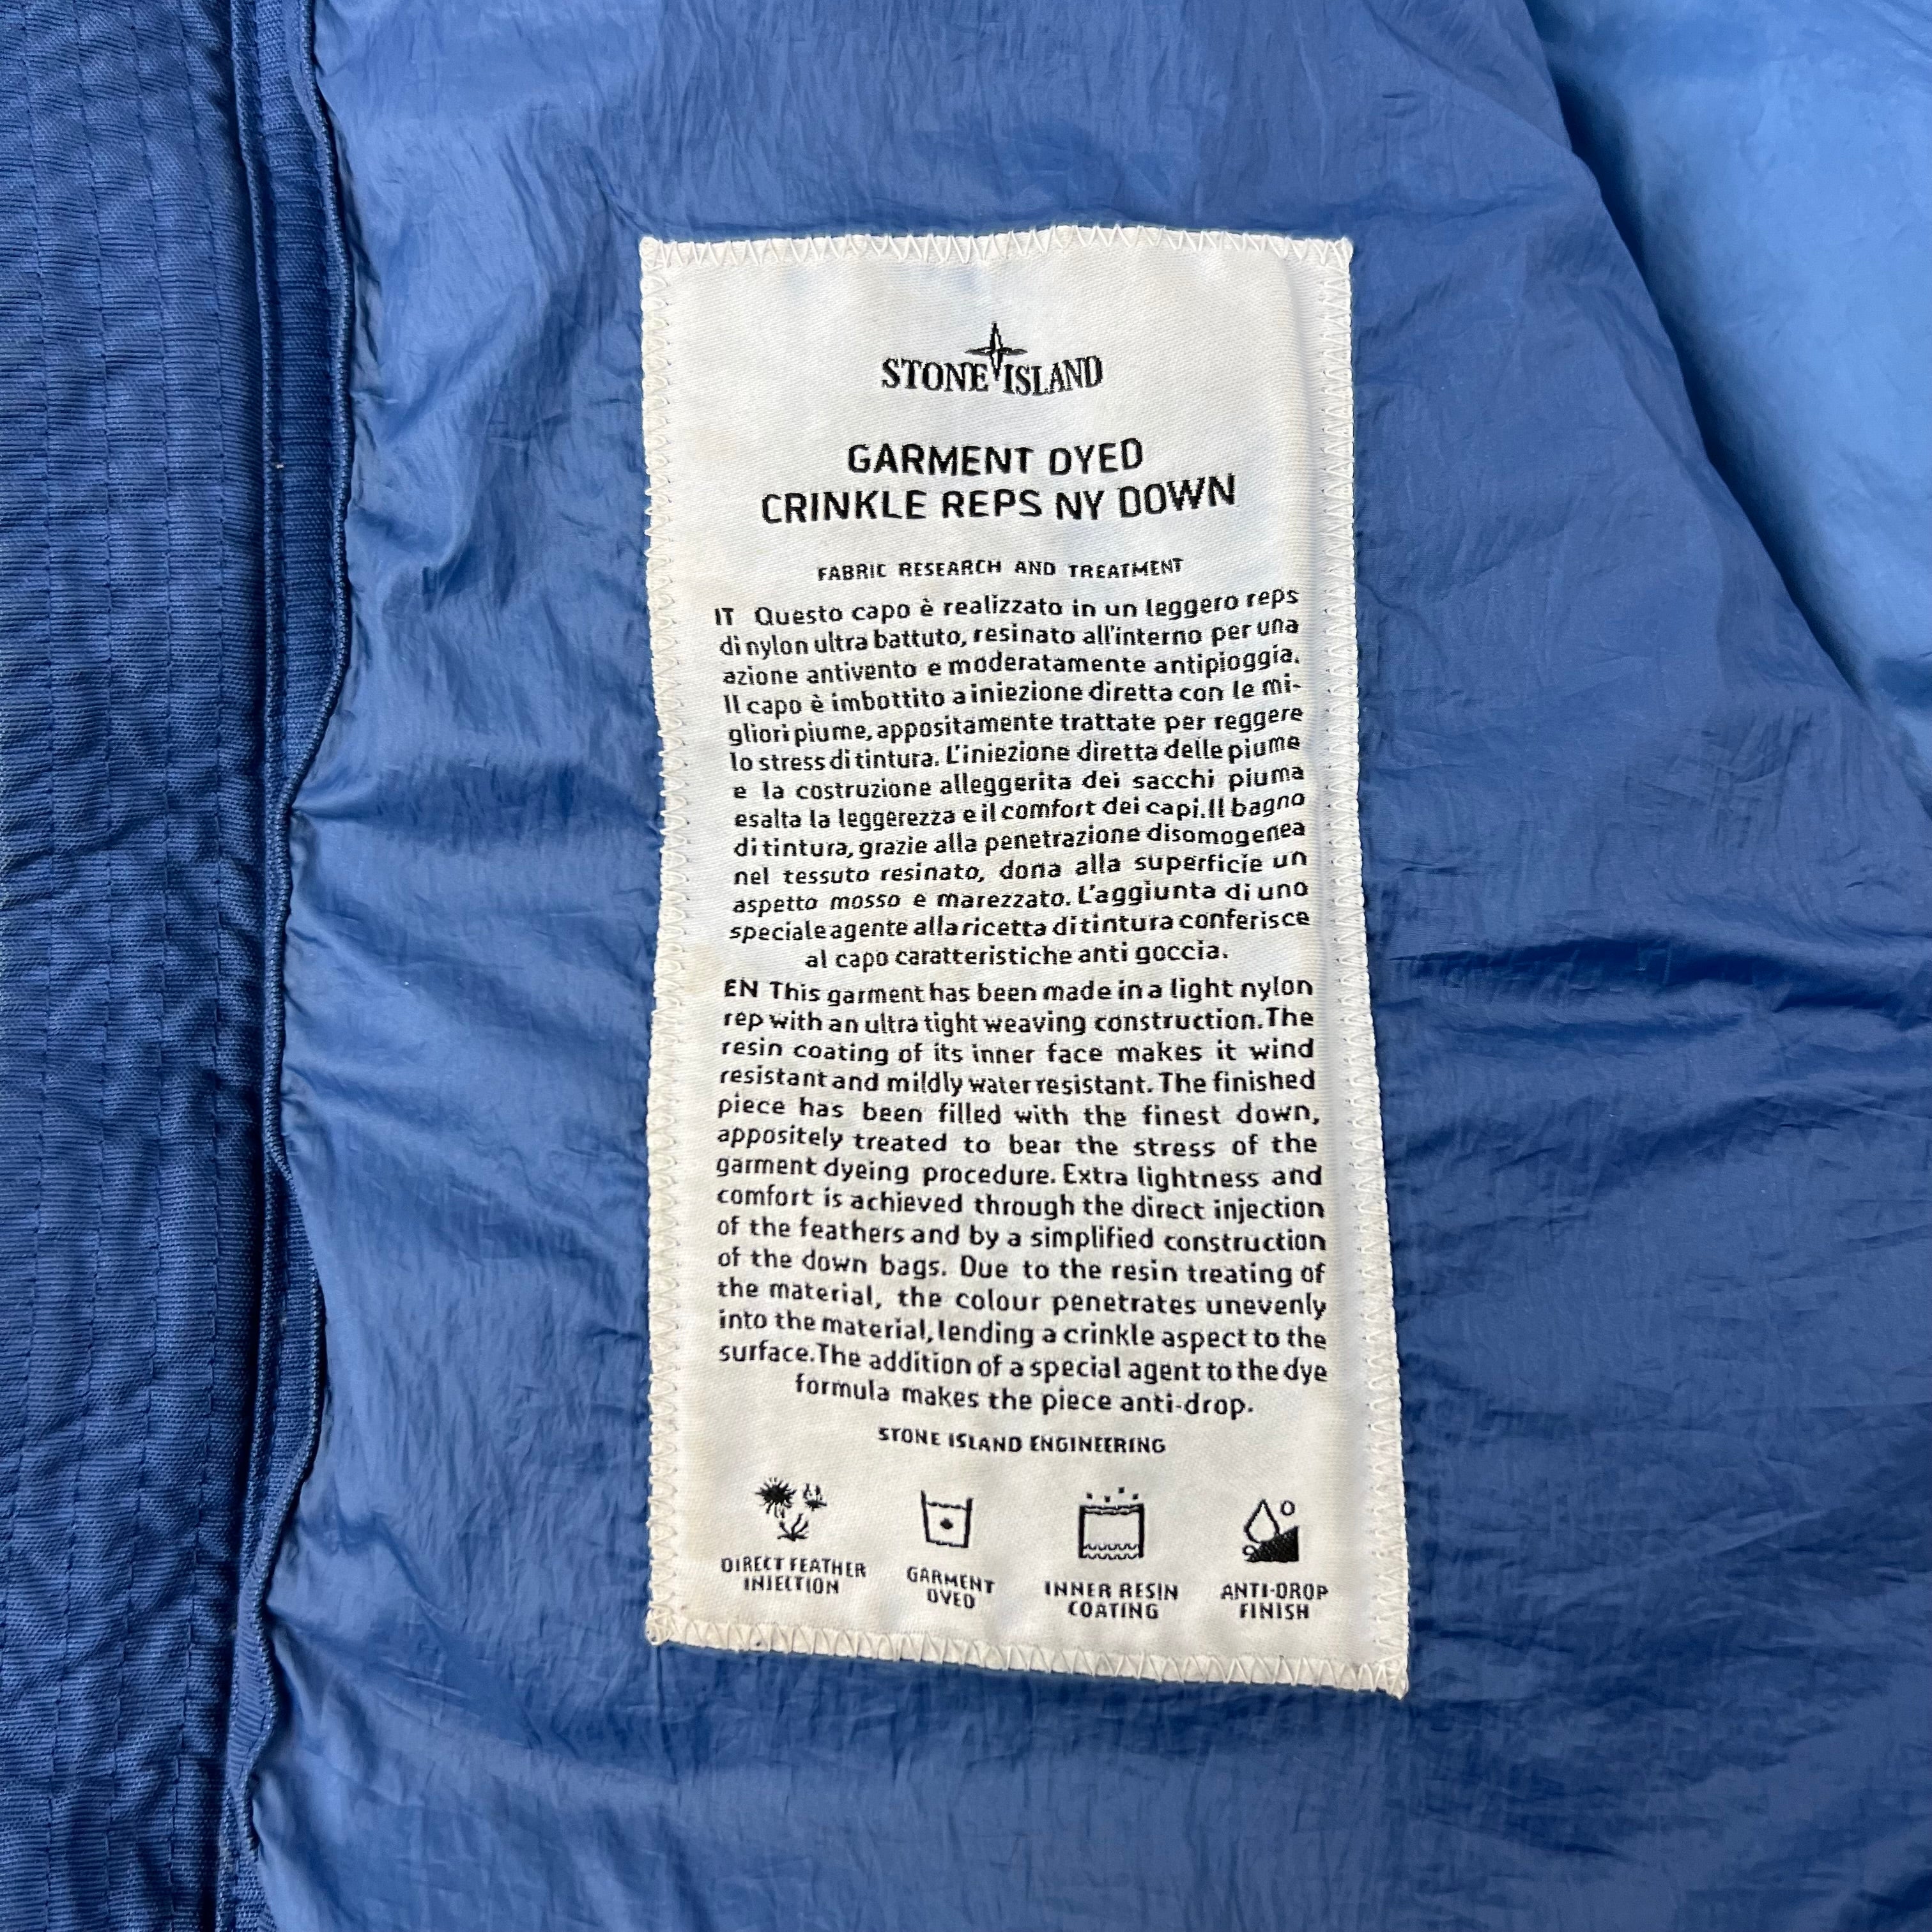 STONE ISLAND
GARMENT DYED
CRINKLE REPS NY DOWN
FABRIC RESEARCH AND TREATMENT
IT Questo capo è realizzato in un leggero reps
di nylon ultra battuto, resinato all'interno per una
azione antivento e moderatamente antipioggia.
Il capo è imbottito a iniezione diretta con le mi-
gliori piume, appositamente trattate per reggere
lo stress di tintura. L'iniezione diretta delle piume
e la costruzione alleggerita dei sacchi piuma
esalta la leggerezza e il comfort dei capi. Il bagno
di tintura, grazie alla penetrazione disomogenea
nel tessuto resinato, dona alla superficie un
aspetto mosso e marezzato. L'aggiunta di uno
speciale agente alla ricetta di tintura conferisce
al capo caratteristiche anti goccia.
EN This garment has been made in a light nylon
rep with an ultra tight weaving construction. The
resin coating of its inner face makes it wind
resistant and mildly water resistant. The finished
piece has been filled with the finest down,
appositely treated to bear the stress of the
garment dyeing procedure. Extra lightness and
comfort is achieved through the direct injection
of the feathers and by a simplified construction
of the down bags. Due to the resin treating of
the material, the colour penetrates unevenly
into the material, lending a crinkle aspect to the
surface. The addition of a special agent to the dye
formula makes the piece anti-drop.
STONE ISLAND ENGINEERING
DIRECT FEATHER
INJECTION
GARMENT
DYED
INNER RESIN
COATING
ANTI-DROP
FINISH